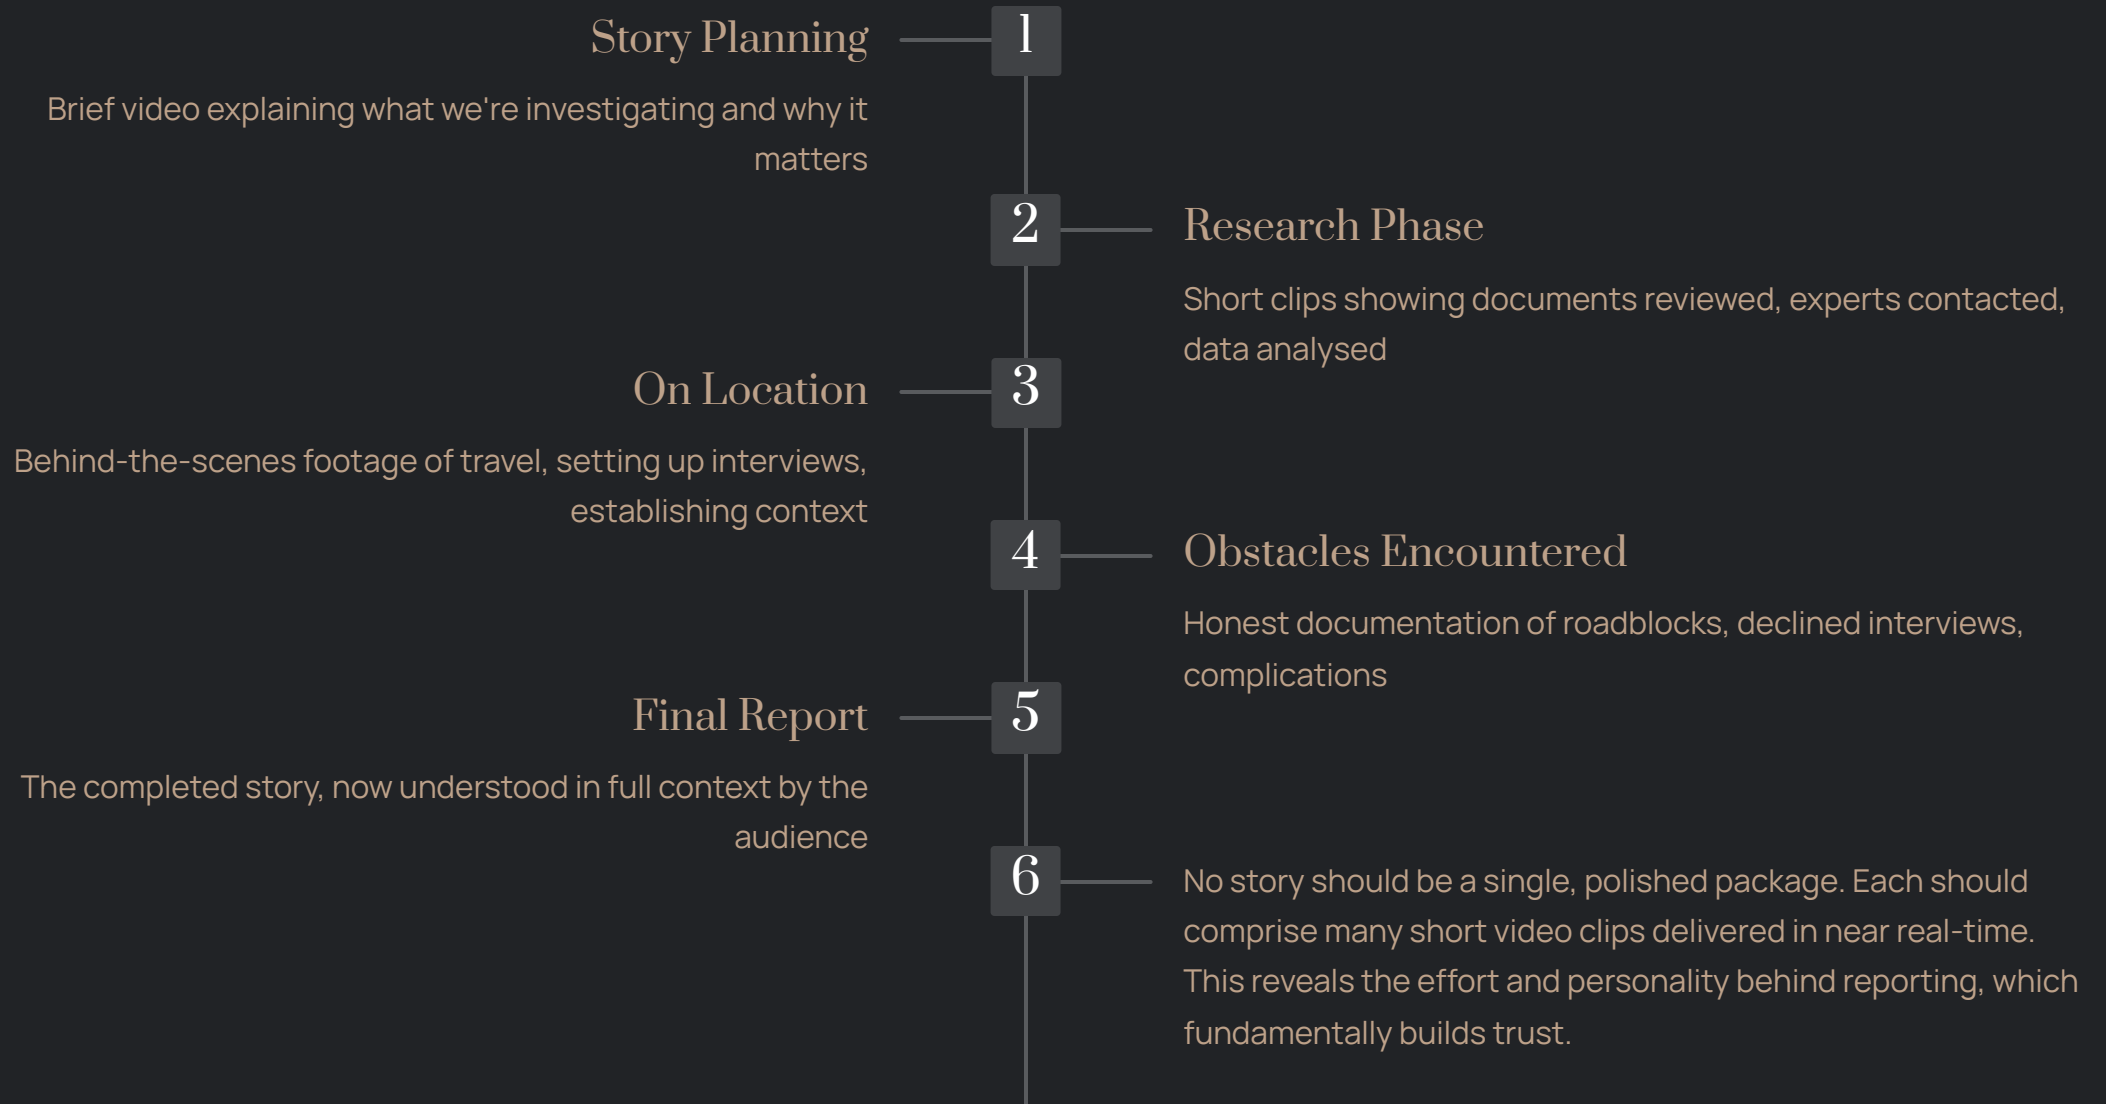 1
Story Planning
Brief video explaining what we're investigating and why it
matters
2
Research Phase
Short clips showing documents reviewed, experts contacted,
data analysed
3
On Location
Behind-the-scenes footage of travel, setting up interviews,
establishing context
4
Obstacles Encountered
Honest documentation of roadblocks, declined interviews,
complications
5
Final Report
The completed story, now understood in full context by the
audience
6
No story should be a single, polished package. Each should
comprise many short video clips delivered in near real-time.
This reveals the effort and personality behind reporting, which
fundamentally builds trust.